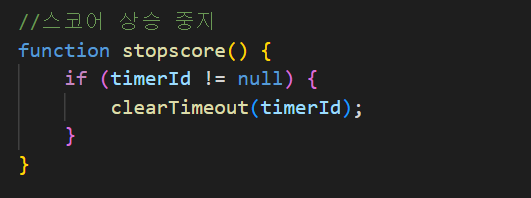 //스코어 상승 중지
function stopscore() {
    if (timerId != null) {
        clearTimeout(timerId);
    }
}